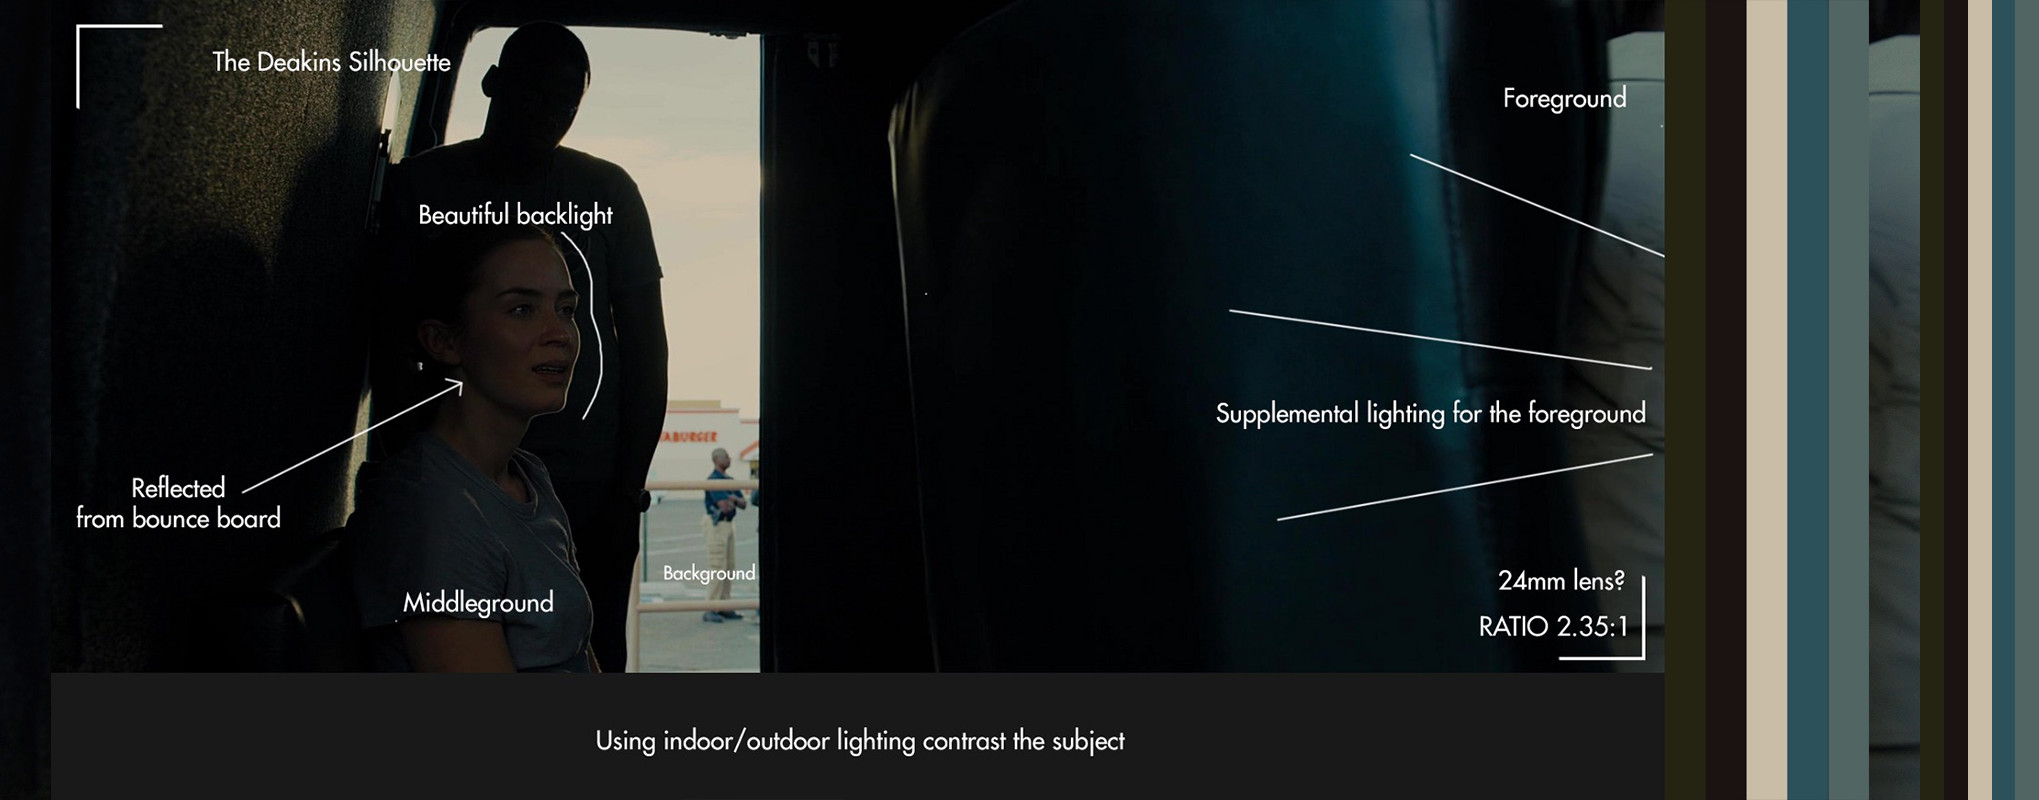 The Deakins Silhouette
Foreground
Beautiful backlight
Supplemental lighting for the foreground
ABURGER
Reflected
from bounce board
Background
Middleground
24mm lens?
RATIO 2.35:1
Using indoor/outdoor lighting contrast the subject